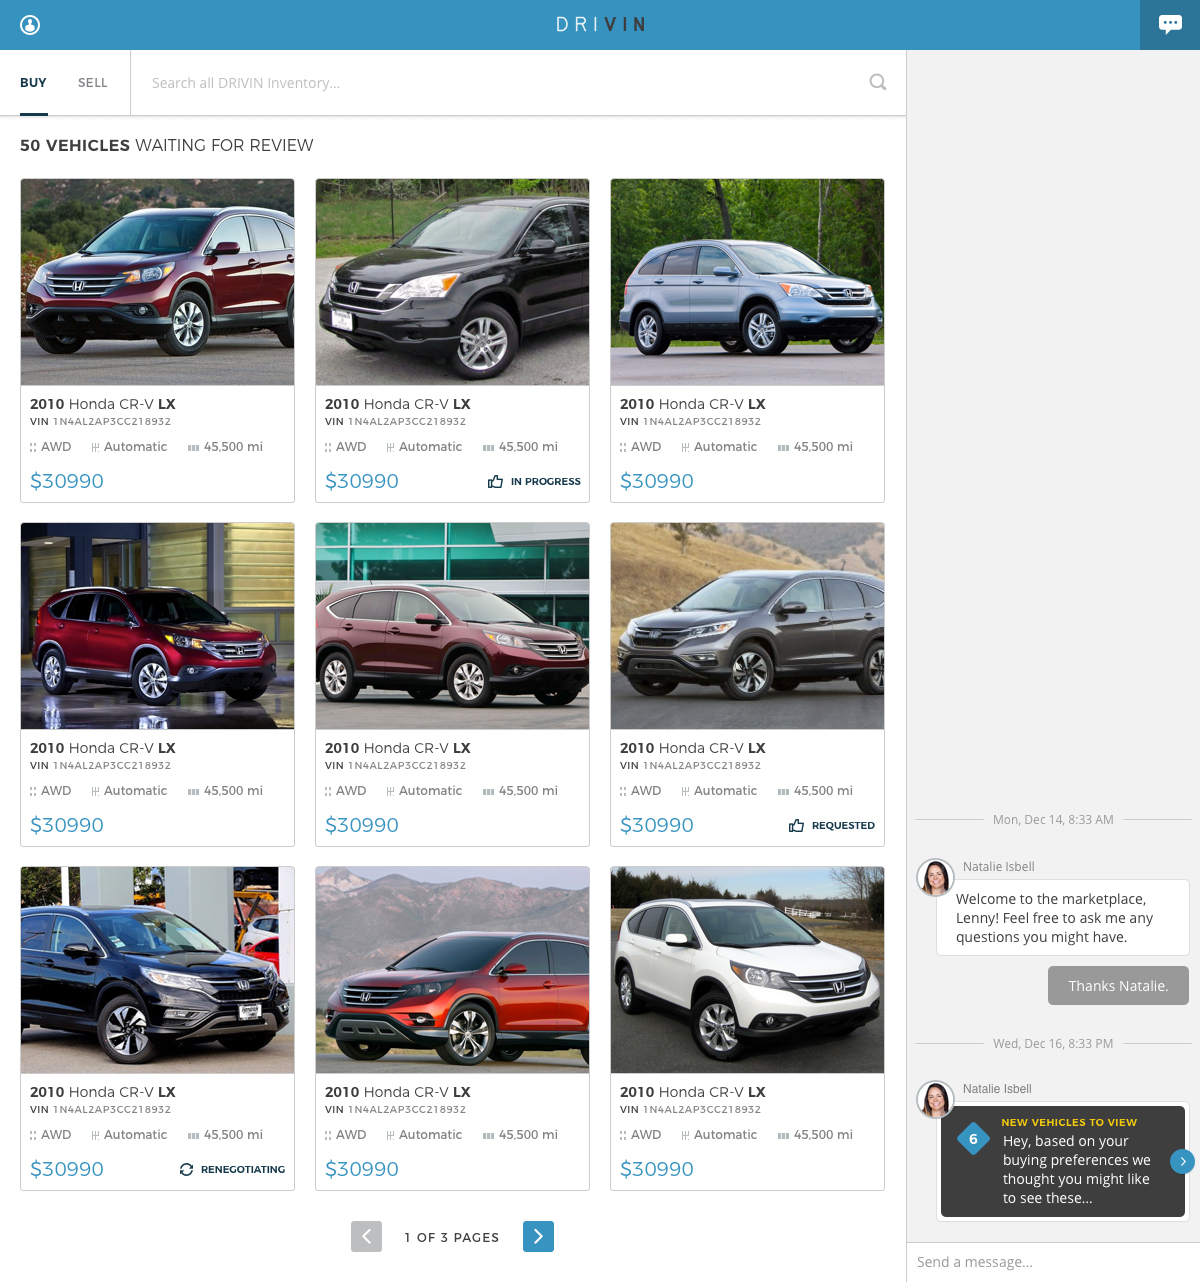 DRIVIN
BUY
SELL
Search all DRIVIN Inventory...
50 VEHICLES WAITING FOR REVIEW
2010 Honda CR-V LX
VIN 1N4AL2AP3CC218932
AWD Automatic 45,500 mi
$30990
2010 Honda CR-V LX
VIN 1N4AL2AP3CC218932
AWD Automatic 45,500 mi
$30990 IN PROGRESS
2010 Honda CR-V LX
VIN 1N4AL2AP3CC218932
AWD Automatic 45,500 mi
$30990
2010 Honda CR-V LX
VIN 1N4AL2AP3CC218932
AWD Automatic 45,500 mi
$30990
2010 Honda CR-V LX
VIN 1N4AL2AP3CC218932
AWD Automatic 45,500 mi
$30990
2010 Honda CR-V LX
VIN 1N4AL2AP3CC218932
AWD Automatic 45,500 mi
$30990 REQUESTED
2010 Honda CR-V LX
VIN 1N4AL2AP3CC218932
AWD Automatic 45,500 mi
$30990 RENEGOTIATING
2010 Honda CR-V LX
VIN 1N4AL2AP3CC218932
AWD Automatic 45,500 mi
$30990
2010 Honda CR-V LX
VIN 1N4AL2AP3CC218932
AWD Automatic 45,500 mi
$30990
1 OF 3 PAGES
Mon, Dec 14, 8:33 AM
Natalie Isbell
Welcome to the marketplace,
Lenny! Feel free to ask me any
questions you might have.
Thanks Natalie.
Wed, Dec 16, 8:33 PM
Natalie Isbell
6
NEW VEHICLES TO VIEW
Hey, based on your
buying preferences we
thought you might like
to see these...
Send a message...